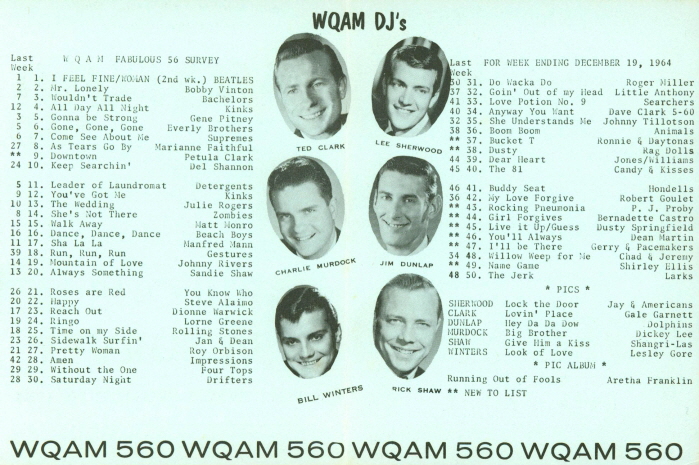 WQAM DJ's
Last W Q A M FABULOUS 56 SURVEY
Week
1 1. I FEEL FINE/WOMAN (2nd wk.) BEATLES
2 2. Mr. Lonely Bobby Vinton
7 3. Wouldn't Trade Bachelors
12 4. All Day All Night Kinks
3 5. Gonna be Strong Gene Pitney
5 6. Gone, Gone, Gone Everly Brothers
6 7. Come See About Me Supremes
27 8. As Tears Go By Marianne Faithful
** 9. Downtown Petula Clark
24 10. Keep Searchin' Del Shannon
5 11. Leader of Laundromat Detergents
9 12. You've Got Me Kinks
10 13. The Wedding Julie Rogers
8 14. She's Not There Zombies
15 15. Walk Away Matt Monro
16 16. Dance, Dance, Dance Beach Boys
11 17. Sha La La Manfred Mann
39 18. Run, Run, Run Gestures
14 19. Mountain of Love Johnny Rivers
13 20. Always Something Sandie Shaw
26 21. Roses are Red You Know Who
20 22. Happy Steve Alaimo
17 23. Reach Out Dionne Warwick
19 24. Ringo Lorne Greene
18 25. Time on my Side Rolling Stones
23 26. Sidewalk Surfin' Jan & Dean
21 27. Pretty Woman Roy Orbison
42 28. Amen Impressions
29 29. Without the One Four Tops
28 30. Saturday Night Drifters
TED CLARK
LEE SHERWOOD
CHARLIE MURDOCK
JIM DUNLAP
BILL WINTERS
RICK SHAW
Last FOR WEEK ENDING DECEMBER 19, 1964
Week
30 31. Do Wacka Do Roger Miller
37 32. Goin' Out of my Head Little Anthony
41 33. Love Potion No. 9 Searchers
40 34. Anyway You Want Dave Clark 5-60
32 35. She Understands Me Johnny Tillotson
38 36. Boom Boom Animals
** 37. Bucket T Ronnie & Daytonas
** 38. Dusty Rag Dolls
44 39. Dear Heart Jones/Williams
45 40. The 81 Candy & Kisses
46 41. Buddy Seat Hondells
36 42. My Love Forgive Robert Goulet
** 43. Rocking Pneumonia P. J. Proby
** 44. Girl Forgives Bernadette Castro
** 45. Live it Up/Guess Dusty Springfield
** 46. You'll Always Dean Martin
** 47. I'll be There Gerry & Pacemakers
34 48. Willow Weep for Me Chad & Jeremy
** 49. Name Game Shirley Ellis
48 50. The Jerk Larks
* PICS *
SHERWOOD Lock the Door Jay & Americans
CLARK Lovin' Place Gale Garnett
DUNLAP Hey Da Da Dow Dolphins
MURDOCK Big Brother Dickey Lee
SHAW Give Him a Kiss Shangri-Las
WINTERS Look of Love Lesley Gore
* PIC ALBUM *
Running Out of Fools Aretha Franklin
** NEW TO LIST
WQAM 560 WQAM 560 WQAM 560 WQAM 560